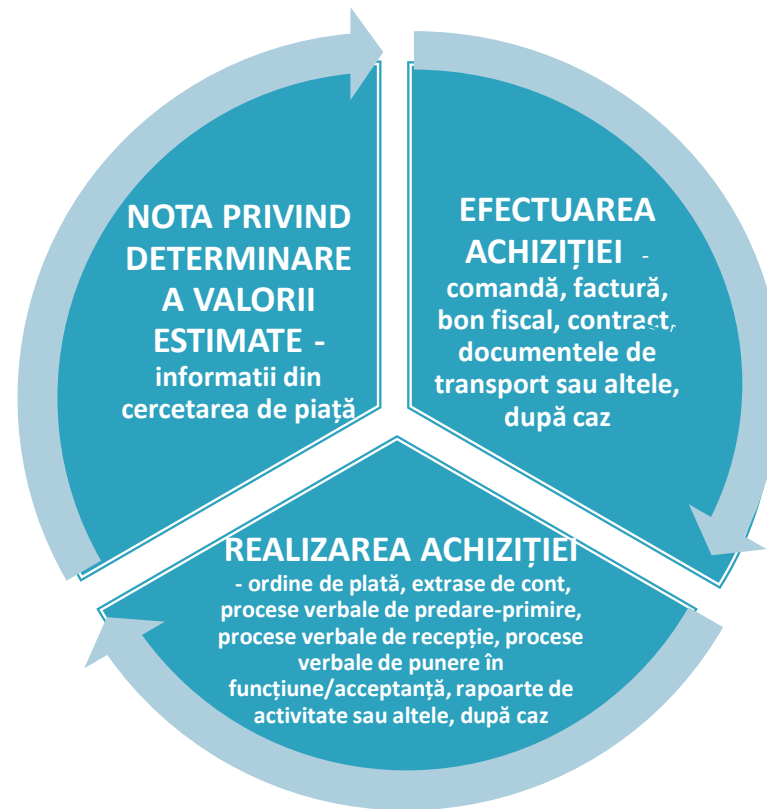 NOTA PRIVIND
DETERMINARE
A VALORII
ESTIMATE -
informatii din
cercetarea de piață
EFECTUAREA
ACHIZIȚIEI -
comandă, factură,
bon fiscal, contract,
documentele de
transport sau altele,
după caz
REALIZAREA ACHIZIȚIEI
- ordine de plată, extrase de cont,
procese verbale de predare-primire,
procese verbale de recepție, procese
verbale de punere în
funcțiune/acceptanță, rapoarte de
activitate sau altele, după caz